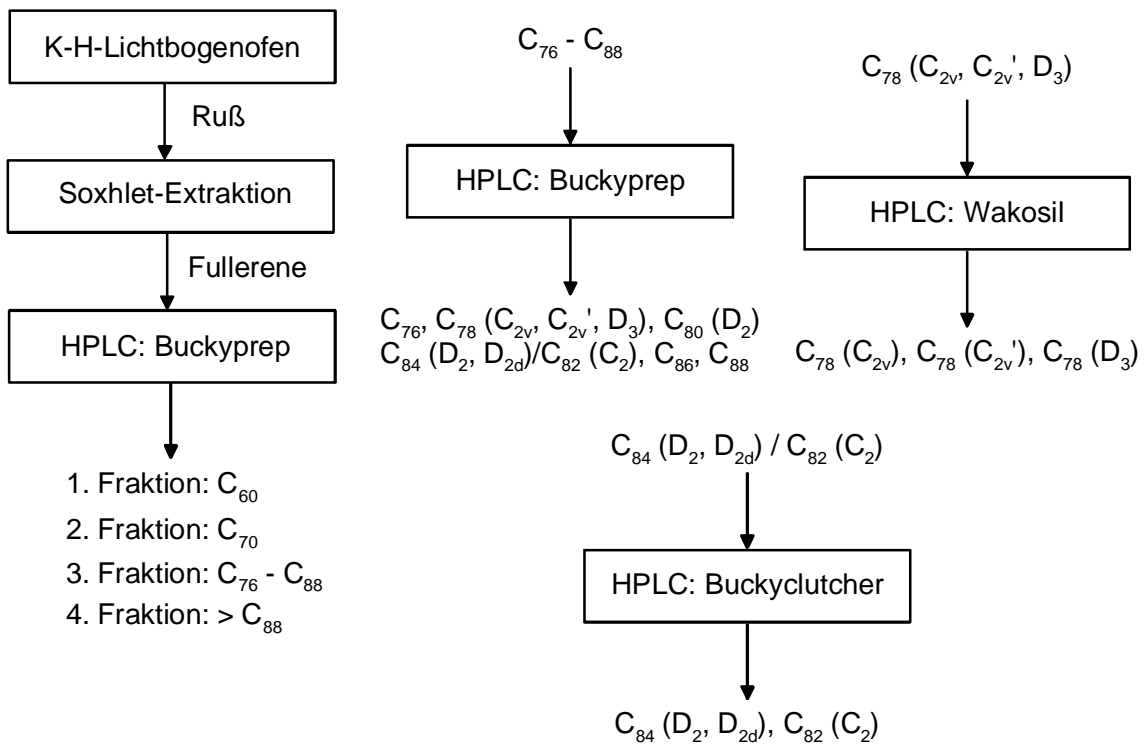 K-H-Lichtbogenofen
Ruß
Soxhlet-Extraktion
Fullerene
HPLC: Buckyprep
1. Fraktion: C60
2. Fraktion: C70
3. Fraktion: C76 - C88
4. Fraktion: > C88
C76 - C88
HPLC: Buckyprep
C76, C78 (C2v, C2v', D3), C80 (D2)
C84 (D2, D2d)/C82 (C2), C86, C88
C78 (C2v, C2v', D3)
HPLC: Wakosil
C78 (C2v), C78 (C2v'), C78 (D3)
C84 (D2, D2d) / C82 (C2)
HPLC: Buckyclutcher
C84 (D2, D2d), C82 (C2)